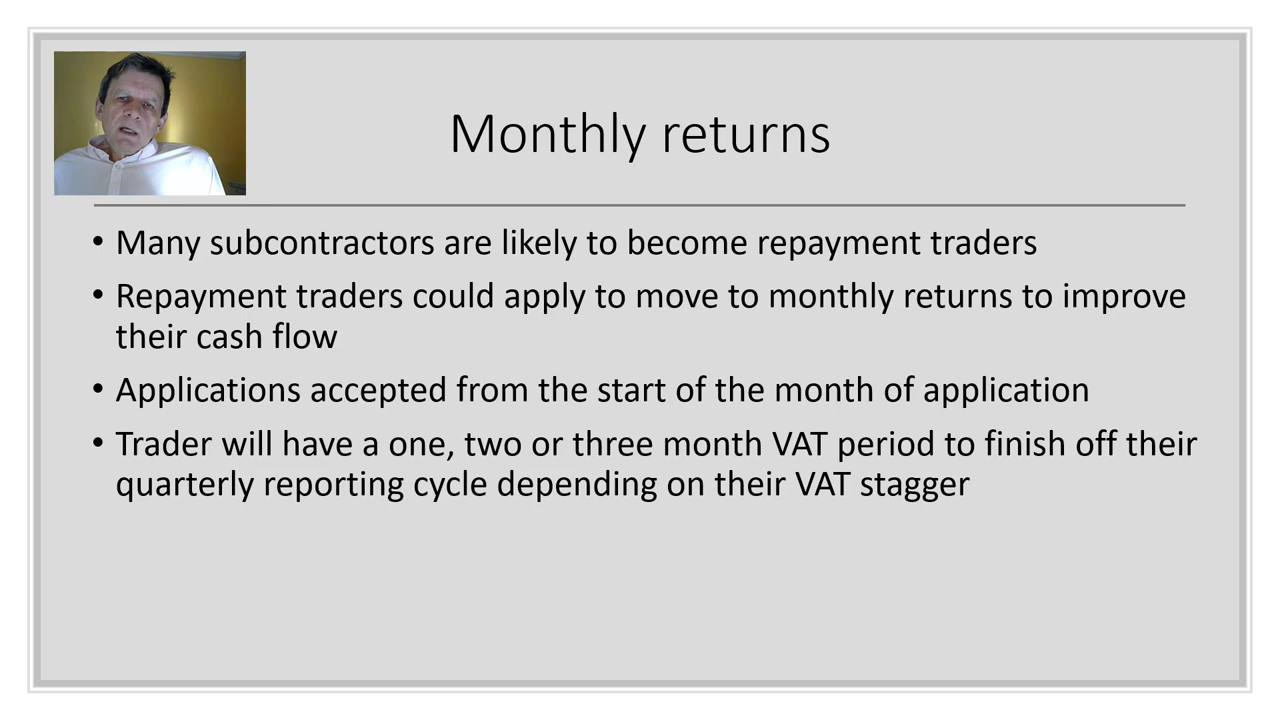 Monthly returns
• Many subcontractors are likely to become repayment traders
• Repayment traders could apply to move to monthly returns to improve
their cash flow
• Applications accepted from the start of the month of application
• Trader will have a one, two or three month VAT period to finish off their
quarterly reporting cycle depending on their VAT stagger